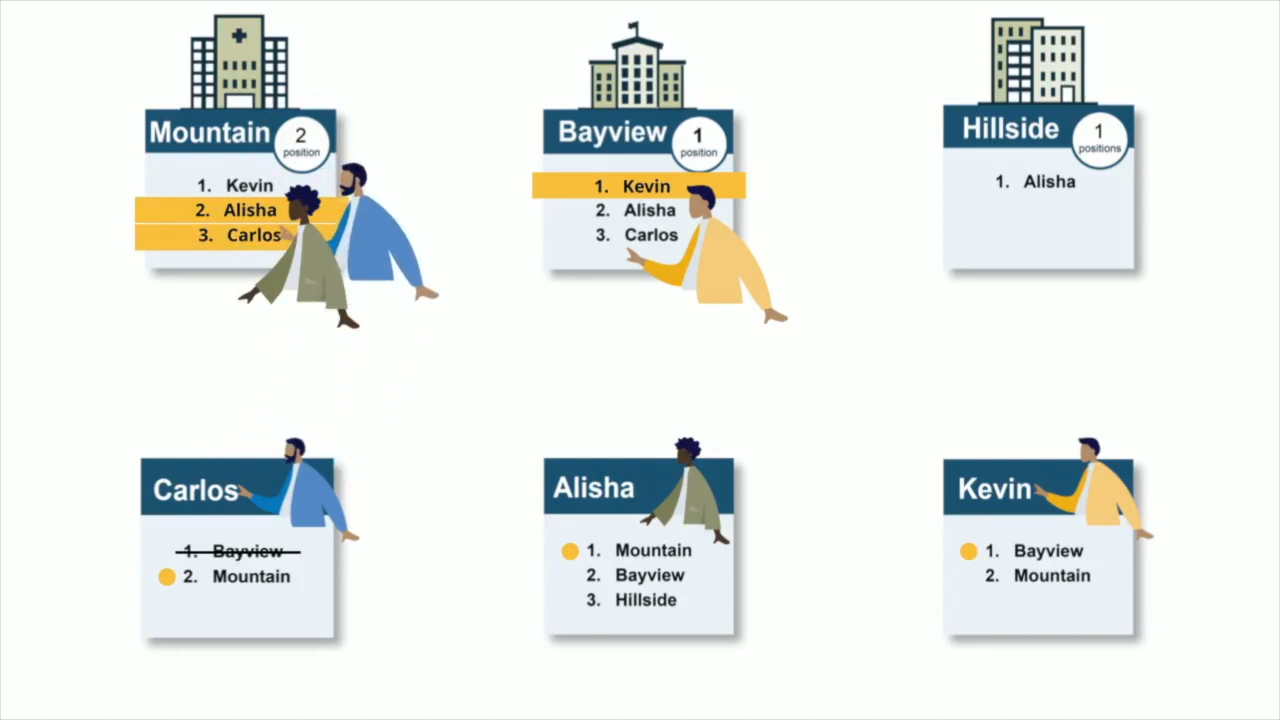 Mountain
2
position
1. Kevin
2. Alisha
3. Carlos
Bayview
1
position
1. Kevin
2. Alisha
3. Carlos
Hillside
1
positions
1. Alisha
Carlos
1. Bayview
2. Mountain
Alisha
1. Mountain
2. Bayview
3. Hillside
Kevin
1. Bayview
2. Mountain